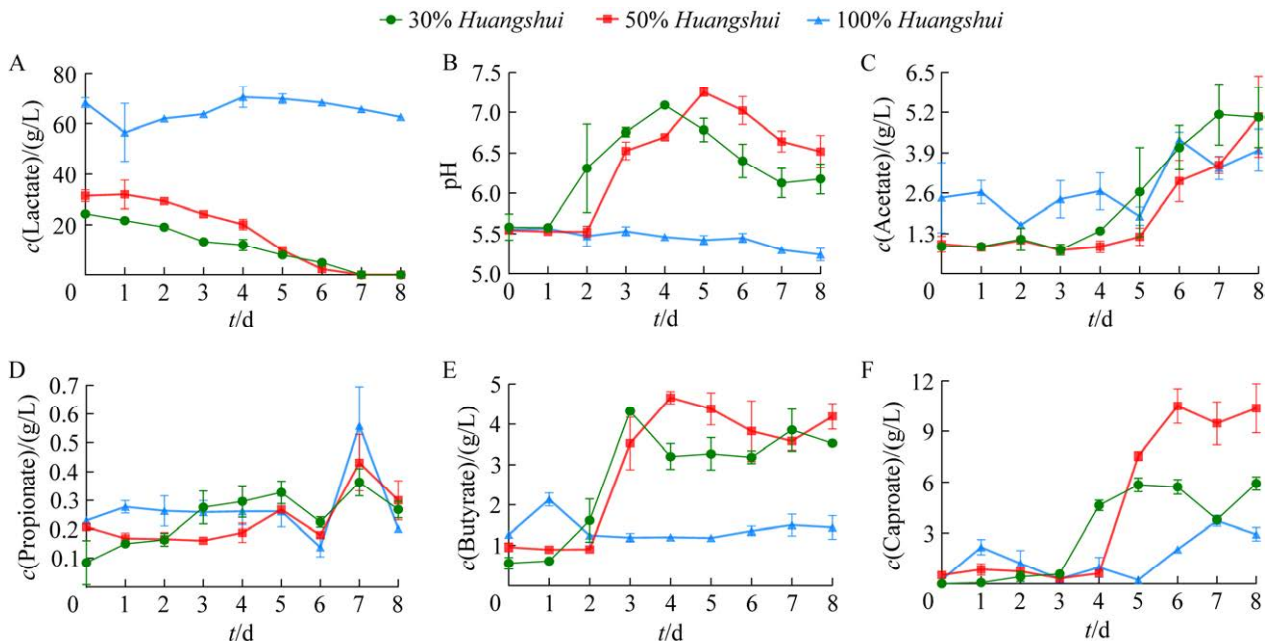 30% Huangshui 50% Huangshui 100% Huangshui
A
c(Lactate)/(g/L)
80
60
40
20
0
0 1 2 3 4 5 6 7 8
t/d
B
pH
7.5
7.0
6.5
6.0
5.5
5.0
0 1 2 3 4 5 6 7 8
t/d
C
c(Acetate)/(g/L)
6.5
5.2
3.9
2.6
1.3
0 1 2 3 4 5 6 7 8
t/d
D
c(Propionate)/(g/L)
0.7
0.6
0.5
0.4
0.3
0.2
0.1
0 1 2 3 4 5 6 7 8
t/d
E
c(Butyrate)/(g/L)
5
4
3
2
1
0 1 2 3 4 5 6 7 8
t/d
F
c(Caproate)/(g/L)
12
9
6
3
0 1 2 3 4 5 6 7 8
t/d